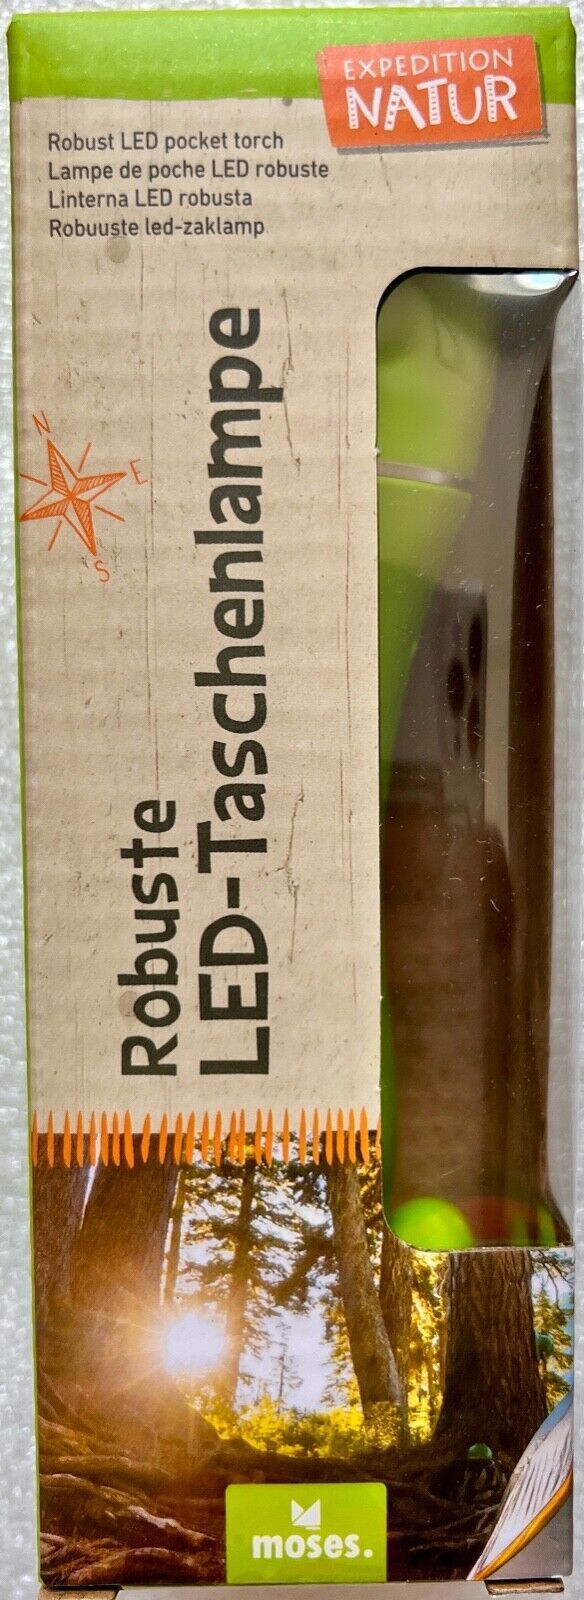 EXPEDITION
NATUR
Robust LED pocket torch
Lampe de poche LED robuste
Linterna LED robusta
Robuuste led-zaklamp
N
E
S
Robuste
LED-Taschenlampe
moses.